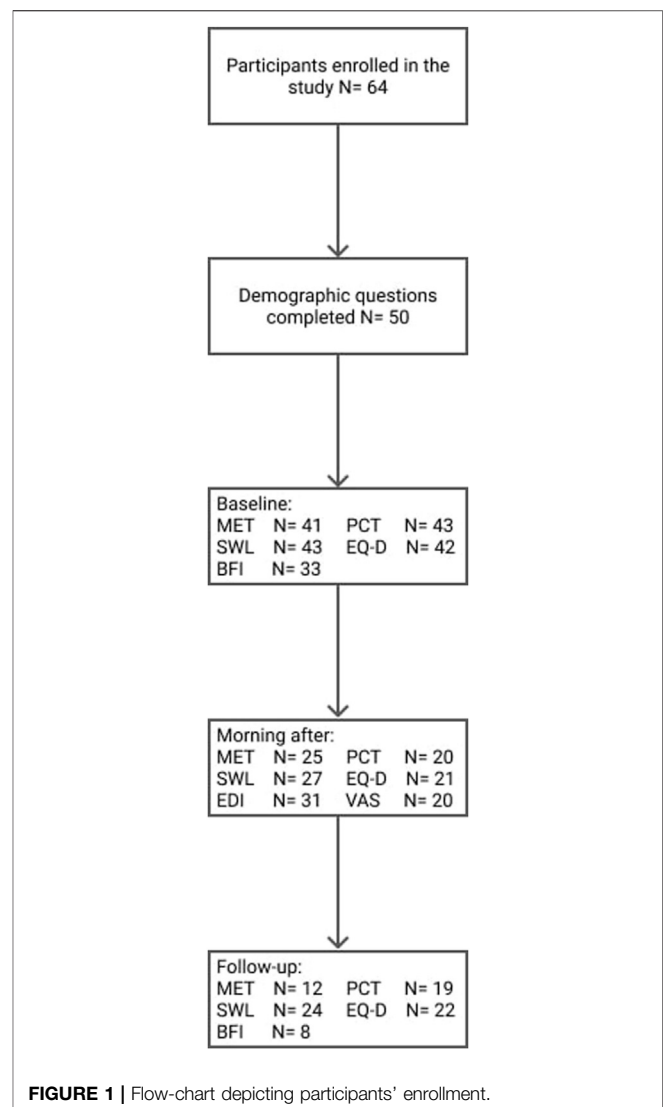 Participants enrolled in the
study N= 64
Demographic questions
completed N= 50
Baseline:
MET N= 41 PCT N= 43
SWL N= 43 EQ-D N= 42
BFI N= 33
Morning after:
MET N= 25 PCT N= 20
SWL N= 27 EQ-D N= 21
EDI N= 31 VAS N= 20
Follow-up:
MET N= 12 PCT N= 19
SWL N= 24 EQ-D N= 22
BFI N= 8
FIGURE 1 | Flow-chart depicting participants’ enrollment.